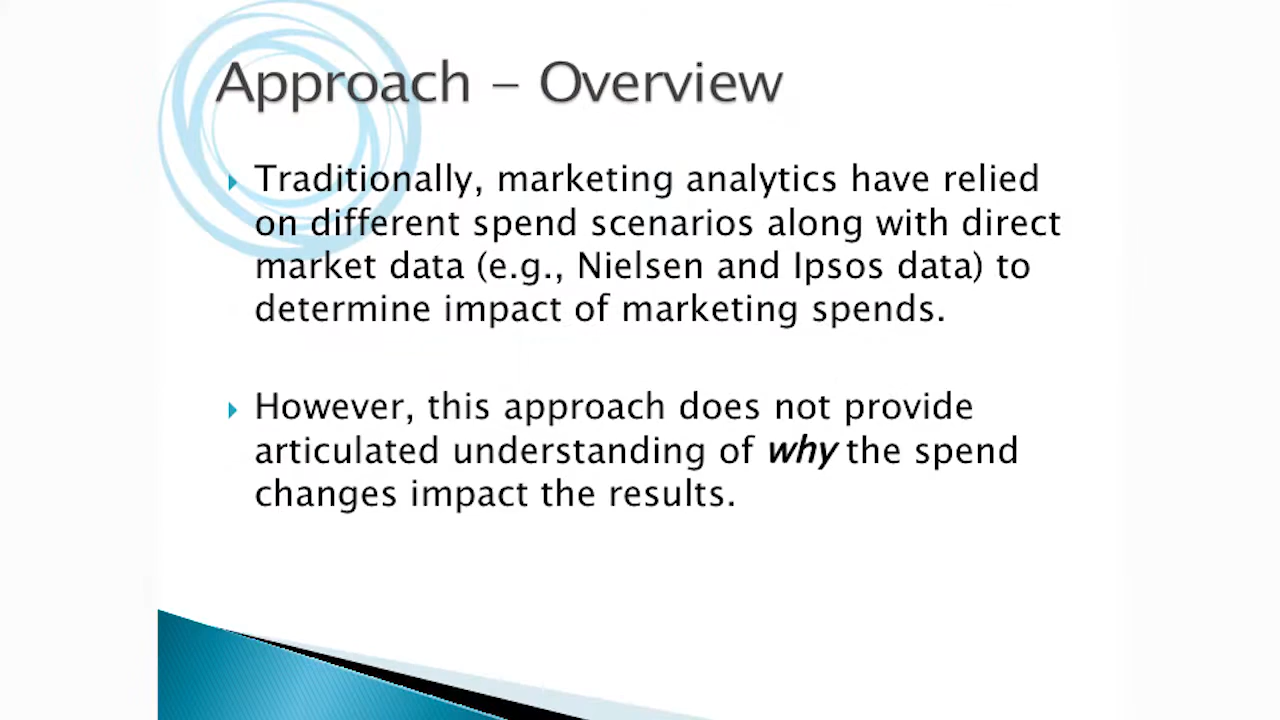 Approach – Overview
Traditionally, marketing analytics have relied
on different spend scenarios along with direct
market data (e.g., Nielsen and Ipsos data) to
determine impact of marketing spends.
However, this approach does not provide
articulated understanding of why the spend
changes impact the results.